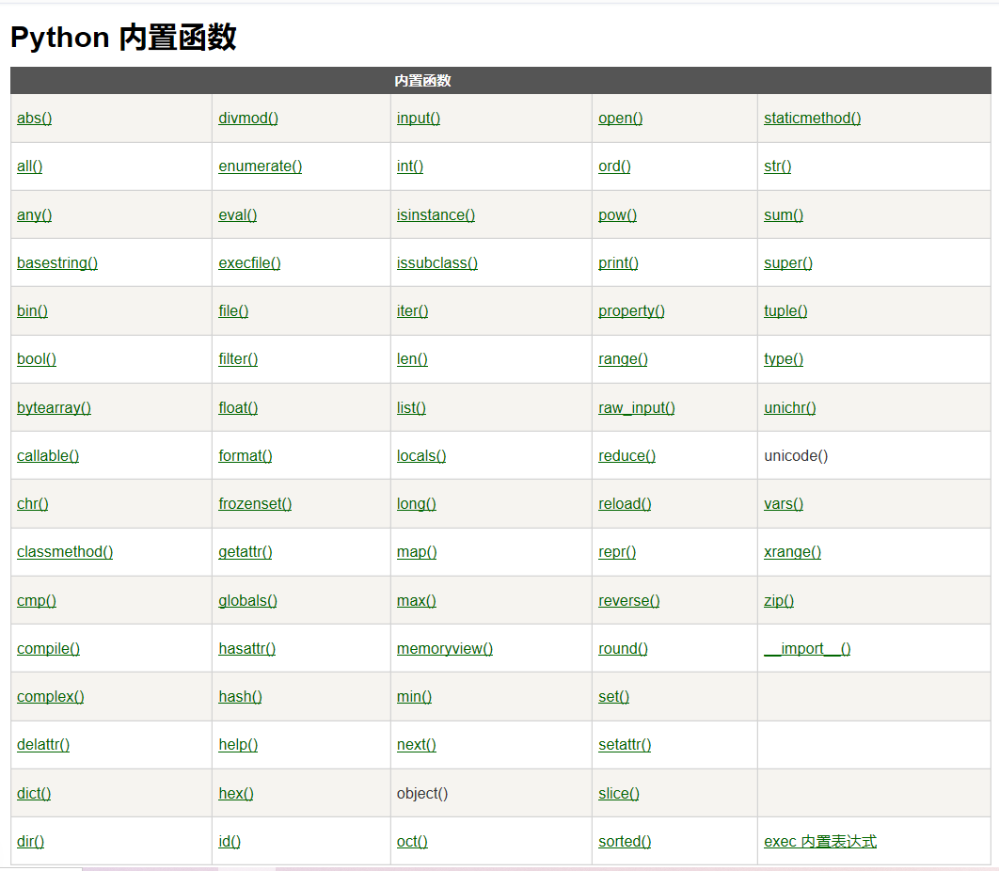 Python 内置函数
内置函数
abs() divmod() input() open() staticmethod()
all() enumerate() int() ord() str()
any() eval() isinstance() pow() sum()
basestring() execfile() issubclass() print() super()
bin() file() iter() property() tuple()
bool() filter() len() range() type()
bytearray() float() list() raw_input() unichr()
callable() format() locals() reduce() unicode()
chr() frozenset() long() reload() vars()
classmethod() getattr() map() repr() xrange()
cmp() globals() max() reverse() zip()
compile() hasattr() memoryview() round() __import__()
complex() hash() min() set()
delattr() help() next() setattr()
dict() hex() object() slice()
dir() id() oct() sorted() exec 内置表达式